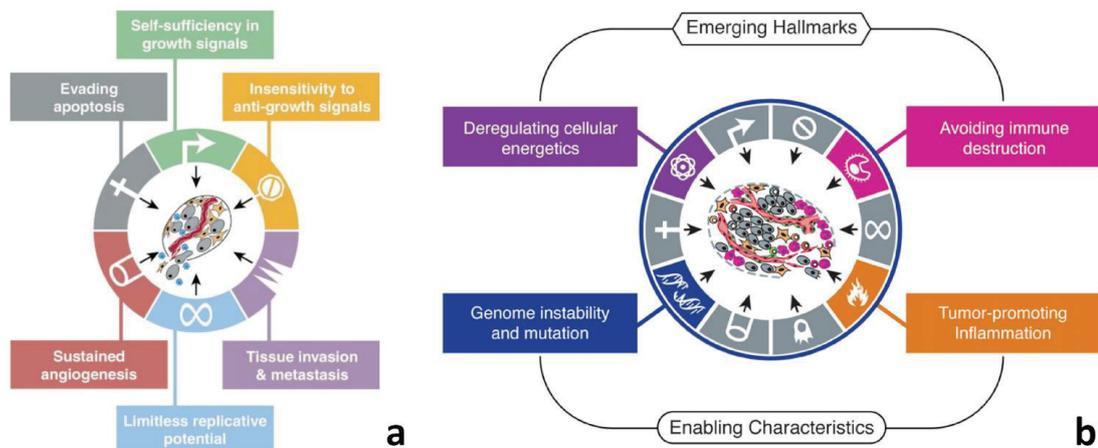 Self-sufficiency in
growth signals
Evading
apoptosis
Insensitivity to
anti-growth signals
Sustained
angiogenesis
Tissue invasion
& metastasis
Limitless replicative
potential
a
Emerging Hallmarks
Deregulating cellular
energetics
Avoiding immune
destruction
Genome instability
and mutation
Tumor-promoting
Inflammation
Enabling Characteristics
b